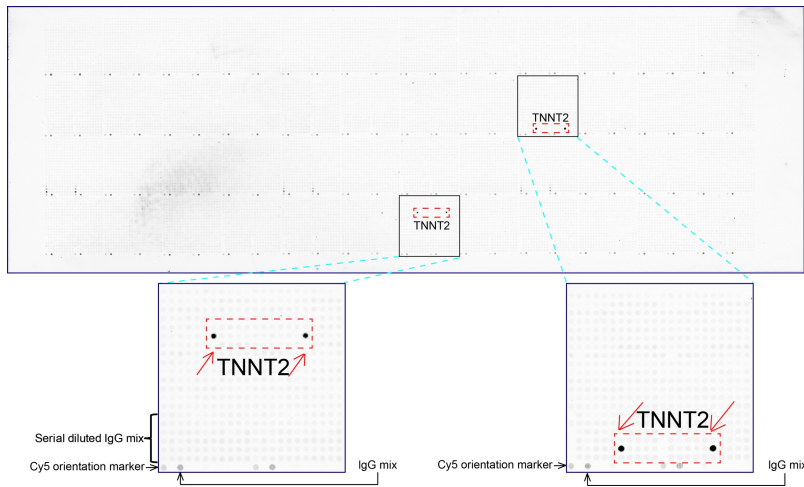 TNNT2
TNNT2
TNNT2
TNNT2
Serial diluted IgG mix
Cy5 orientation marker
IgG mix
Cy5 orientation marker
IgG mix